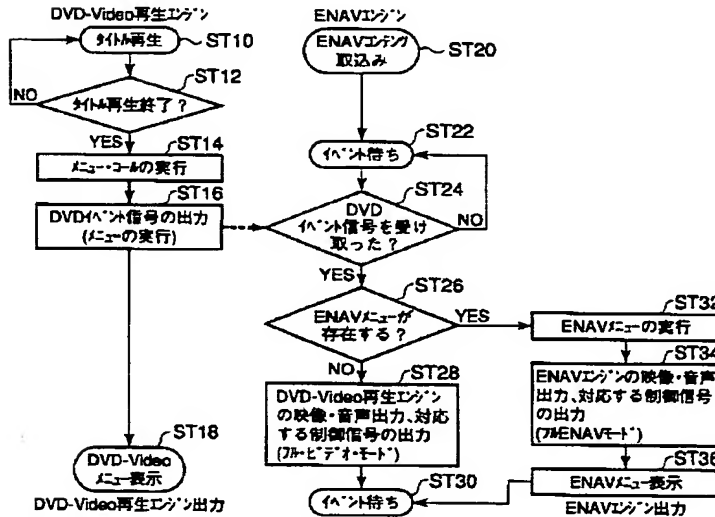 DVD-Video再生エンジン
タイトル再生
ST10
ST12
NO
タイトル再生終了？
YES
ST14
メニュー・コールの実行
ST16
DVDイベント信号の出力
(メニューの実行)
ST18
DVD-Video
メニュー表示
DVD-Video再生エンジン出力
ENAVエンジン
ENAVコンテンツ
取込み
ST20
ST22
イベント待ち
ST24
DVD
イベント信号を受け
取った？
NO
YES
ST26
ENAVメニューが
存在する？
YES
NO
ST28
DVD-Video再生エンジン
の映像・音声出力、対応
する制御信号の出力
(フル・ビデオ・モード)
ST30
イベント待ち
ST32
ENAVメニューの実行
ST34
ENAVエンジンの映像・音声
出力、対応する制御信号
の出力
(フルENAVモード)
ST36
ENAVメニュー表示
ENAVエンジン出力